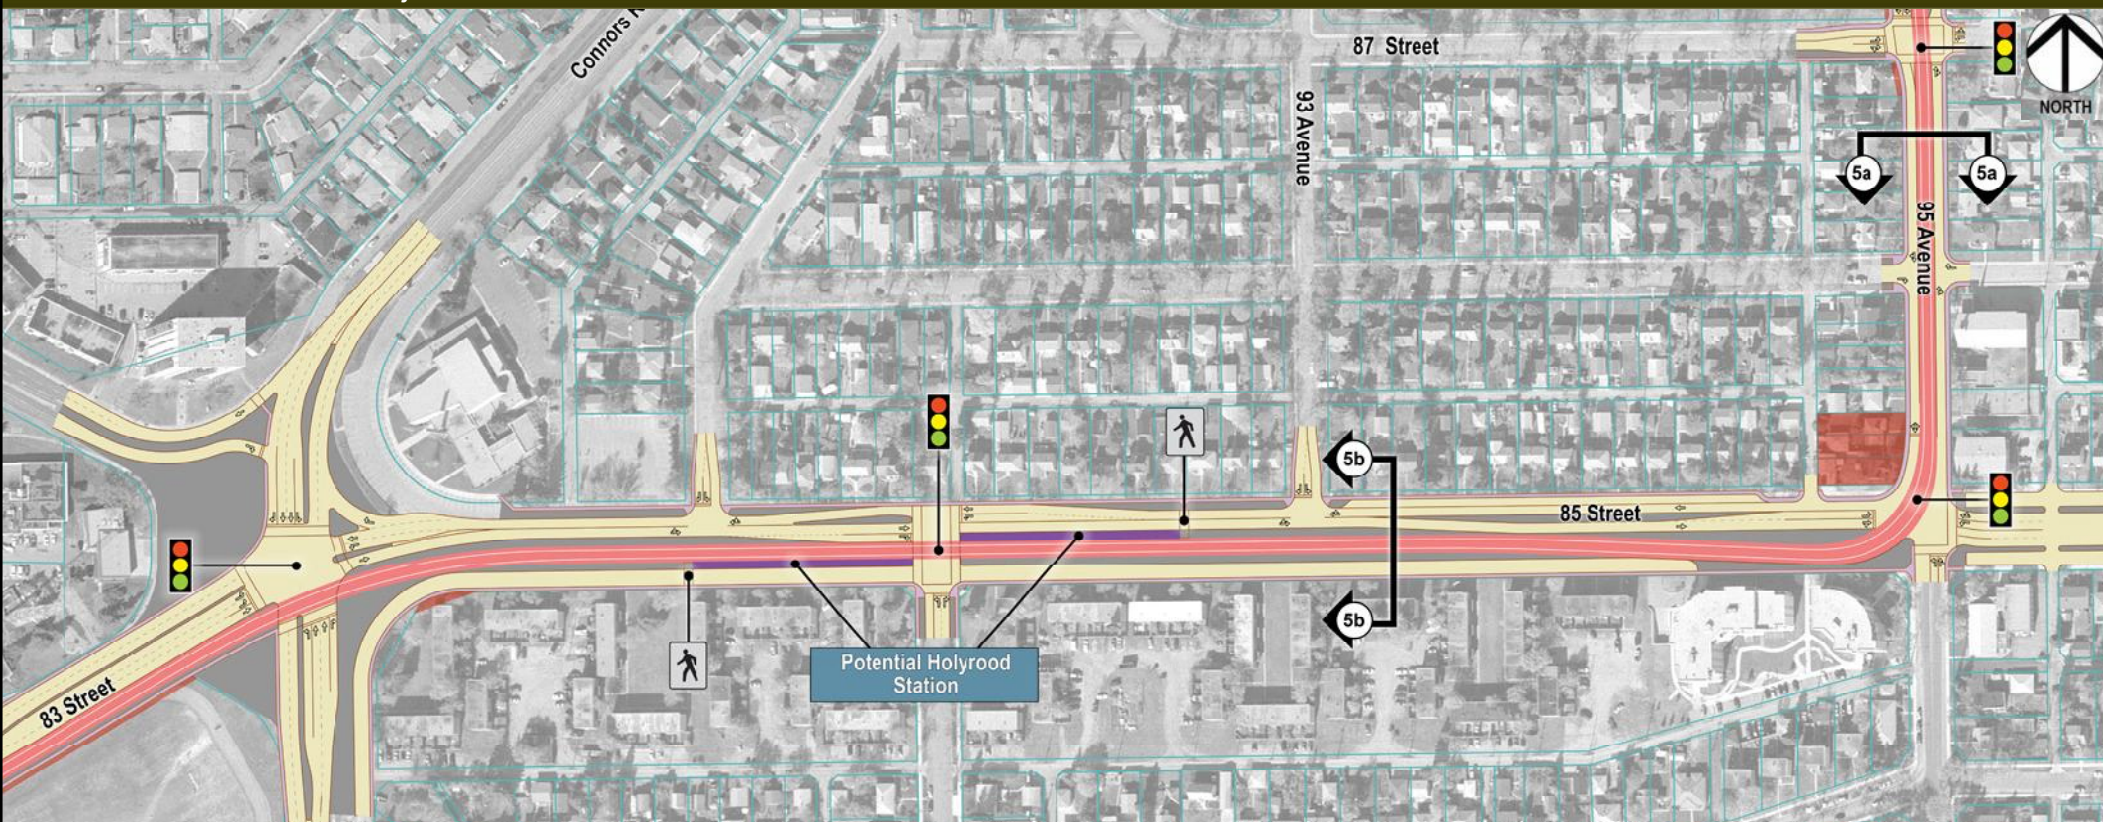 Connors
87 Street
NORTH
93 Avenue
5a
5a
95 Avenue
5b
85 Street
5b
Potential Holyrood
Station
83 Street